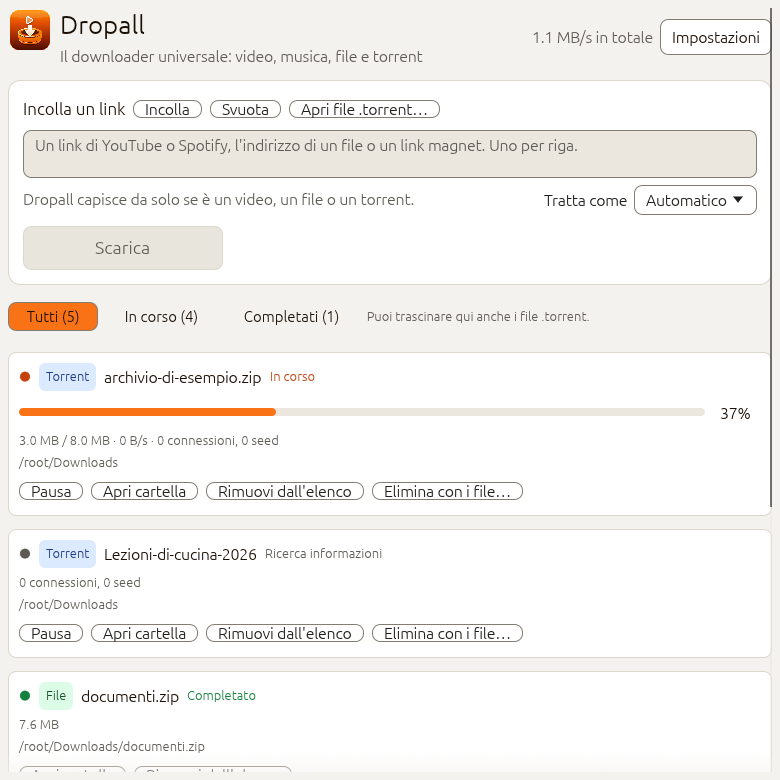 Dropall
Il downloader universale: video, musica, file e torrent
1.1 MB/s in totale
Impostazioni
Incolla un link
Incolla
Svuota
Apri file .torrent…
Un link di YouTube o Spotify, l'indirizzo di un file o un link magnet. Uno per riga.
Dropall capisce da solo se è un video, un file o un torrent.
Tratta come
Automatico
Scarica
Tutti (5)
In corso (4)
Completati (1)
Puoi trascinare qui anche i file .torrent.
Torrent
archivio-di-esempio.zip
In corso
37%
3.0 MB / 8.0 MB · 0 B/s · 0 connessioni, 0 seed
/root/Downloads
Pausa
Apri cartella
Rimuovi dall'elenco
Elimina con i file…
Torrent
Lezioni-di-cucina-2026
Ricerca informazioni
0 connessioni, 0 seed
/root/Downloads
Pausa
Apri cartella
Rimuovi dall'elenco
Elimina con i file…
File
documenti.zip
Completato
7.6 MB
/root/Downloads/documenti.zip